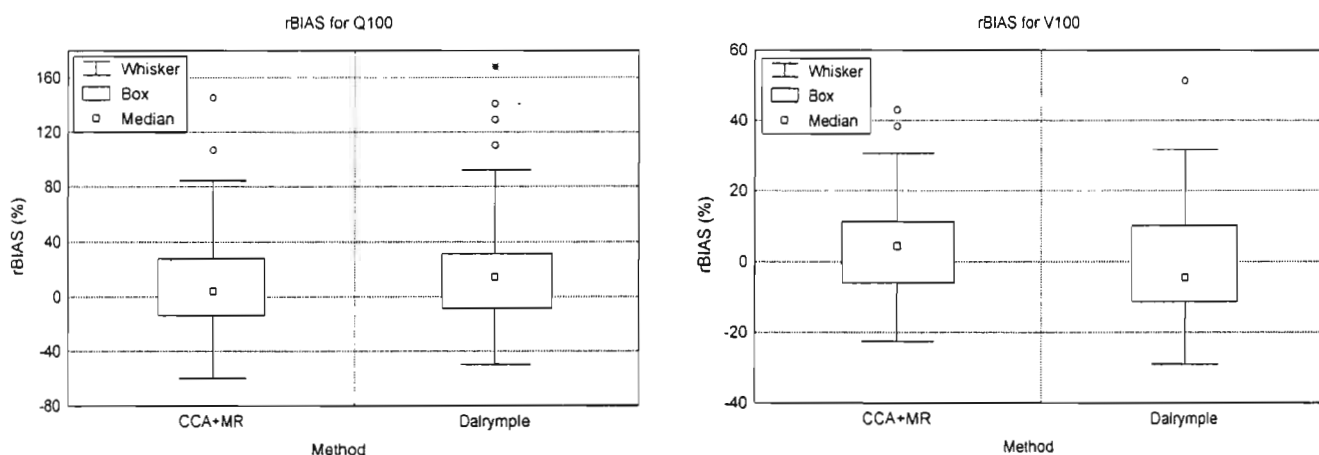 rBIAS for Q100
Whisker
Box
Median
160
120
80
40
0
-40
-80
rBIAS (%)
CCA+MR
Dalrymple
Method
rBIAS for V100
Whisker
Box
Median
60
40
20
0
-20
-40
rBIAS (%)
CCA+MR
Dalrymple
Method